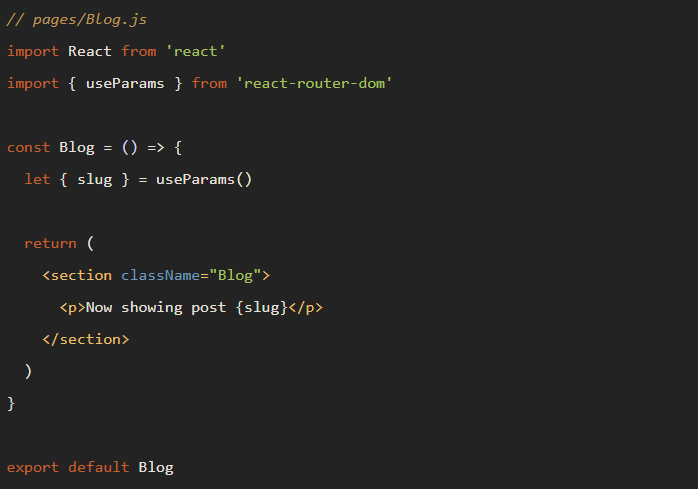 // pages/Blog.js
import React from 'react'
import { useParams } from 'react-router-dom'
const Blog = () => {
let { slug } = useParams()
return (
<section className="Blog">
<p>Now showing post {slug}</p>
</section>
)
}
export default Blog